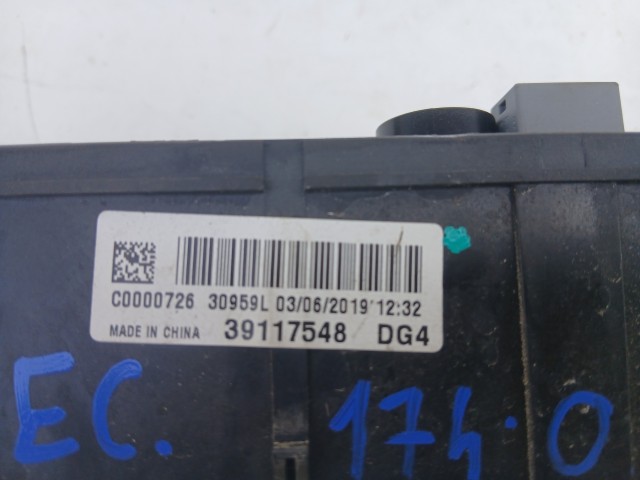 C0000726 30959L 03/06/2019 12:32
MADE IN CHINA 39117548 DG4
EC. 174.0